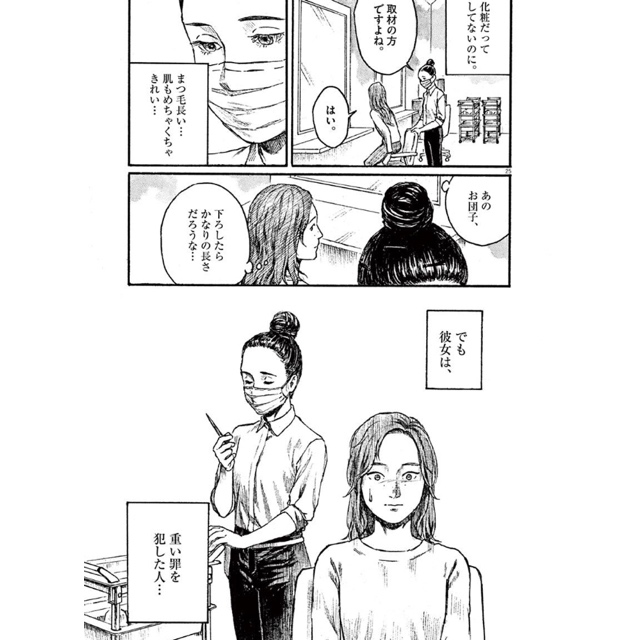 化粧だって
してないのに。
取材の方
ですよね。
はい。
まつ毛長い…
肌もめちゃくちゃ
きれい…
25
あの
お団子、
下ろしたら
かなりの長さ
だろうな…
でも
彼女は、
重い罪を
犯した人…